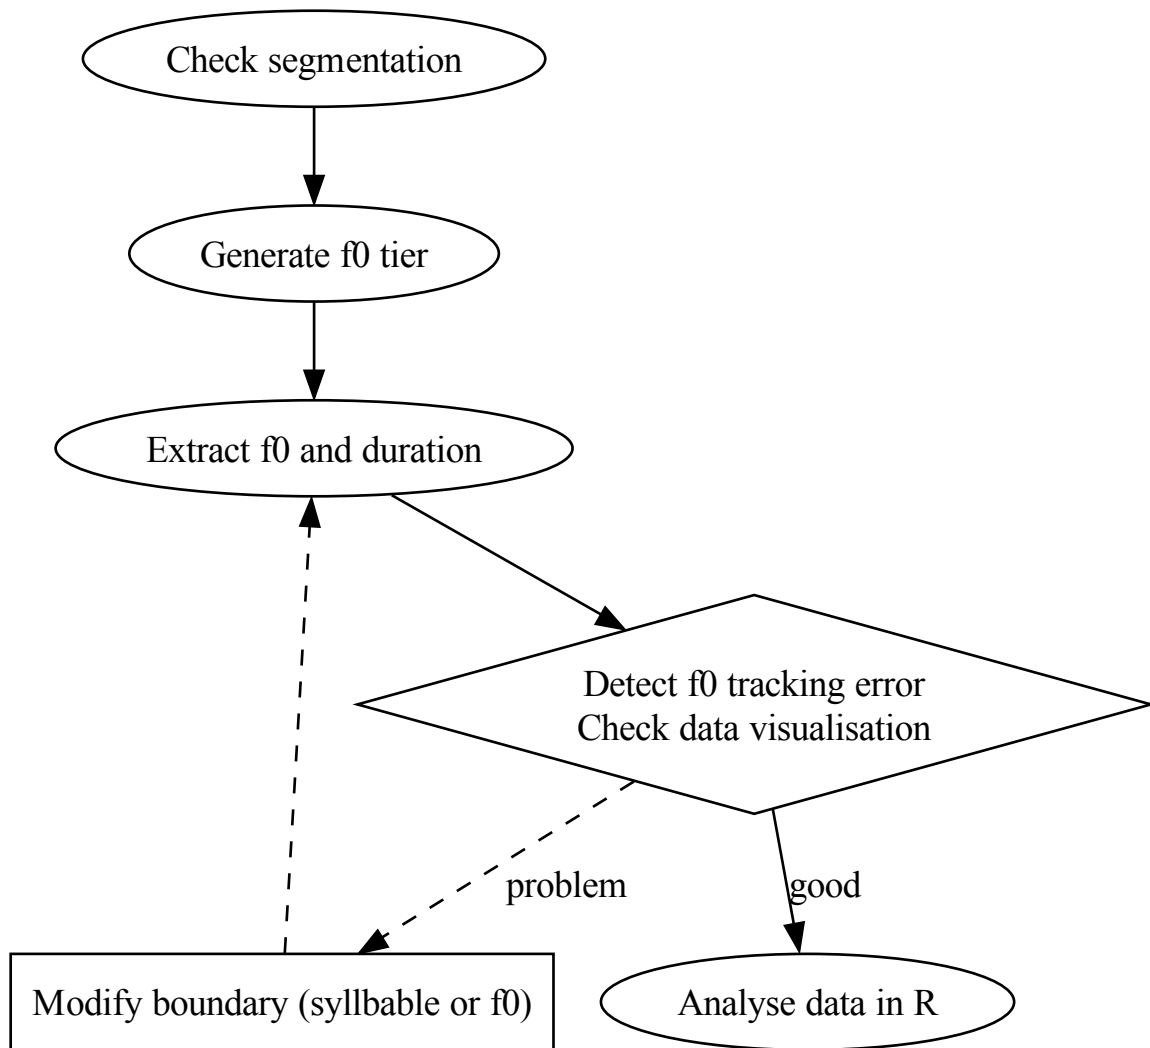 Check segmentation
Generate f0 tier
Extract f0 and duration
Detect f0 tracking error
Check data visualisation
problem
good
Modify boundary (syllbable or f0)
Analyse data in R